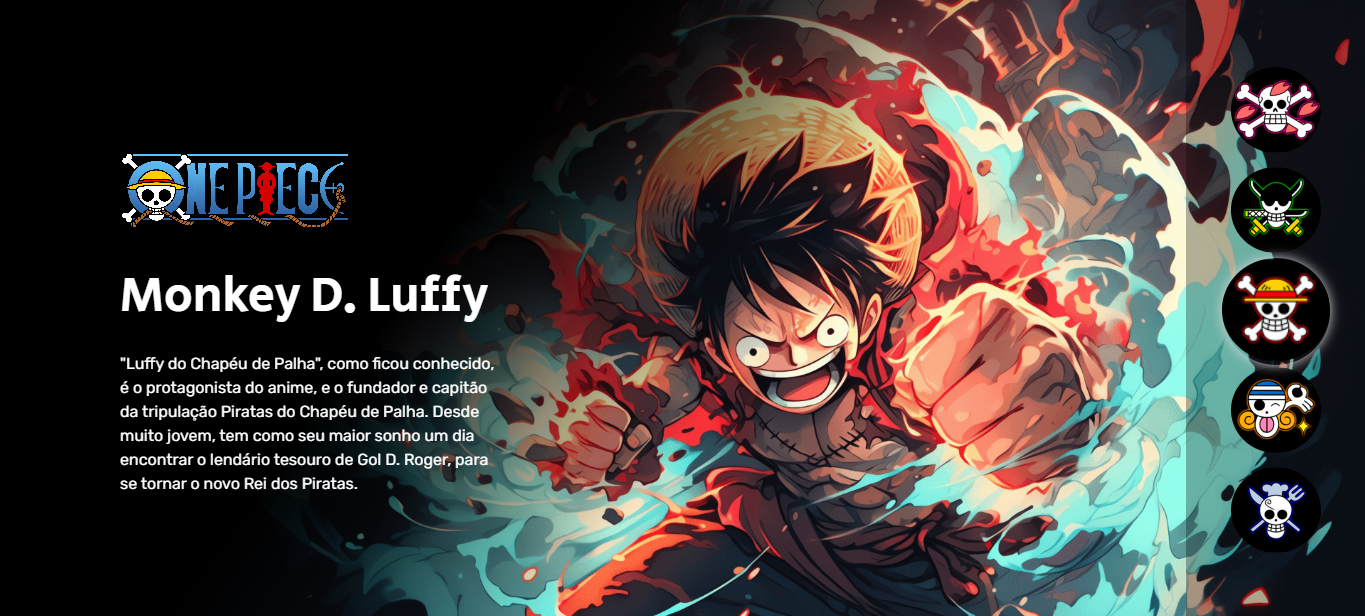 ONE PIECE
Monkey D. Luffy
"Luffy do Chapéu de Palha", como ficou conhecido,
é o protagonista do anime, e o fundador e capitão
da tripulação Piratas do Chapéu de Palha. Desde
muito jovem, tem como seu maior sonho um dia
encontrar o lendário tesouro de Gol D. Roger, para
se tornar o novo Rei dos Piratas.